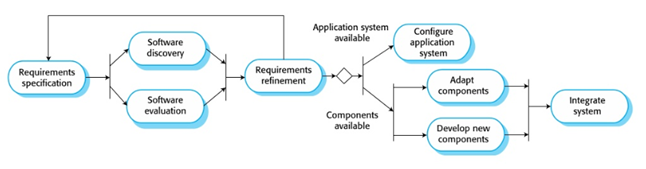 Requirements
specification
Software
discovery
Software
evaluation
Requirements
refinement
Application system
available
Configure
application
system
Components
available
Adapt
components
Develop new
components
Integrate
system